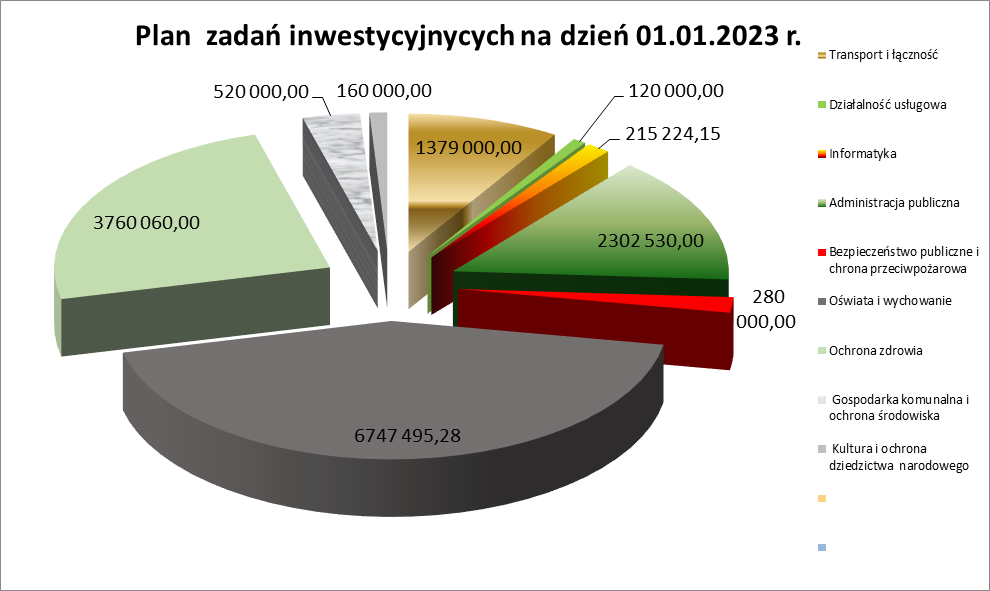 Plan  zadań inwestycyjnycych na dzień 01.01.2023 r.
520 000,00
160 000,00
1379 000,00
120 000,00
215 224,15
3760 060,00
2302 530,00
280
000,00
6747 495,28
Transport i łączność
Działalność usługowa
Informatyka
Administracja publiczna
Bezpieczeństwo publiczne i
chrona przeciwpożarowa
Oświata i wychowanie
Ochrona zdrowia
Gospodarka komunalna i
ochrona środowiska
Kultura i ochrona
dziedzictwa  narodowego